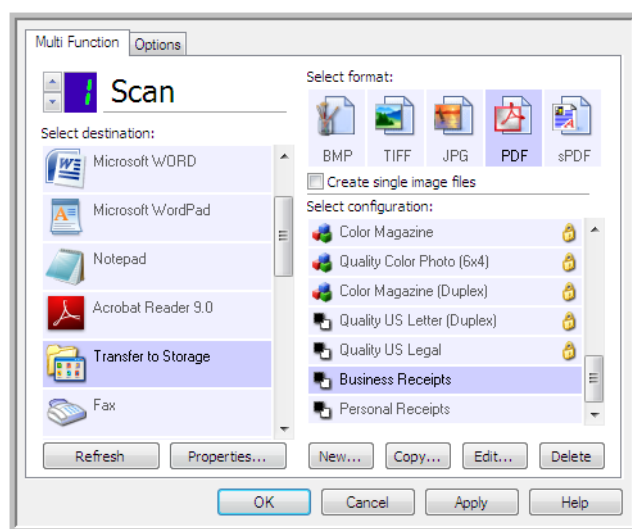 Multi Function
Options
1
Scan
Select destination:
Microsoft WORD
Microsoft WordPad
Notepad
Acrobat Reader 9.0
Transfer to Storage
Fax
Refresh
Properties...
Select format:
BMP
TIFF
JPG
PDF
sPDF
Create single image files
Select configuration:
Color Magazine
Quality Color Photo (6x4)
Color Magazine (Duplex)
Quality US Letter (Duplex)
Quality US Legal
Business Receipts
Personal Receipts
New...
Copy...
Edit...
Delete
OK
Cancel
Apply
Help